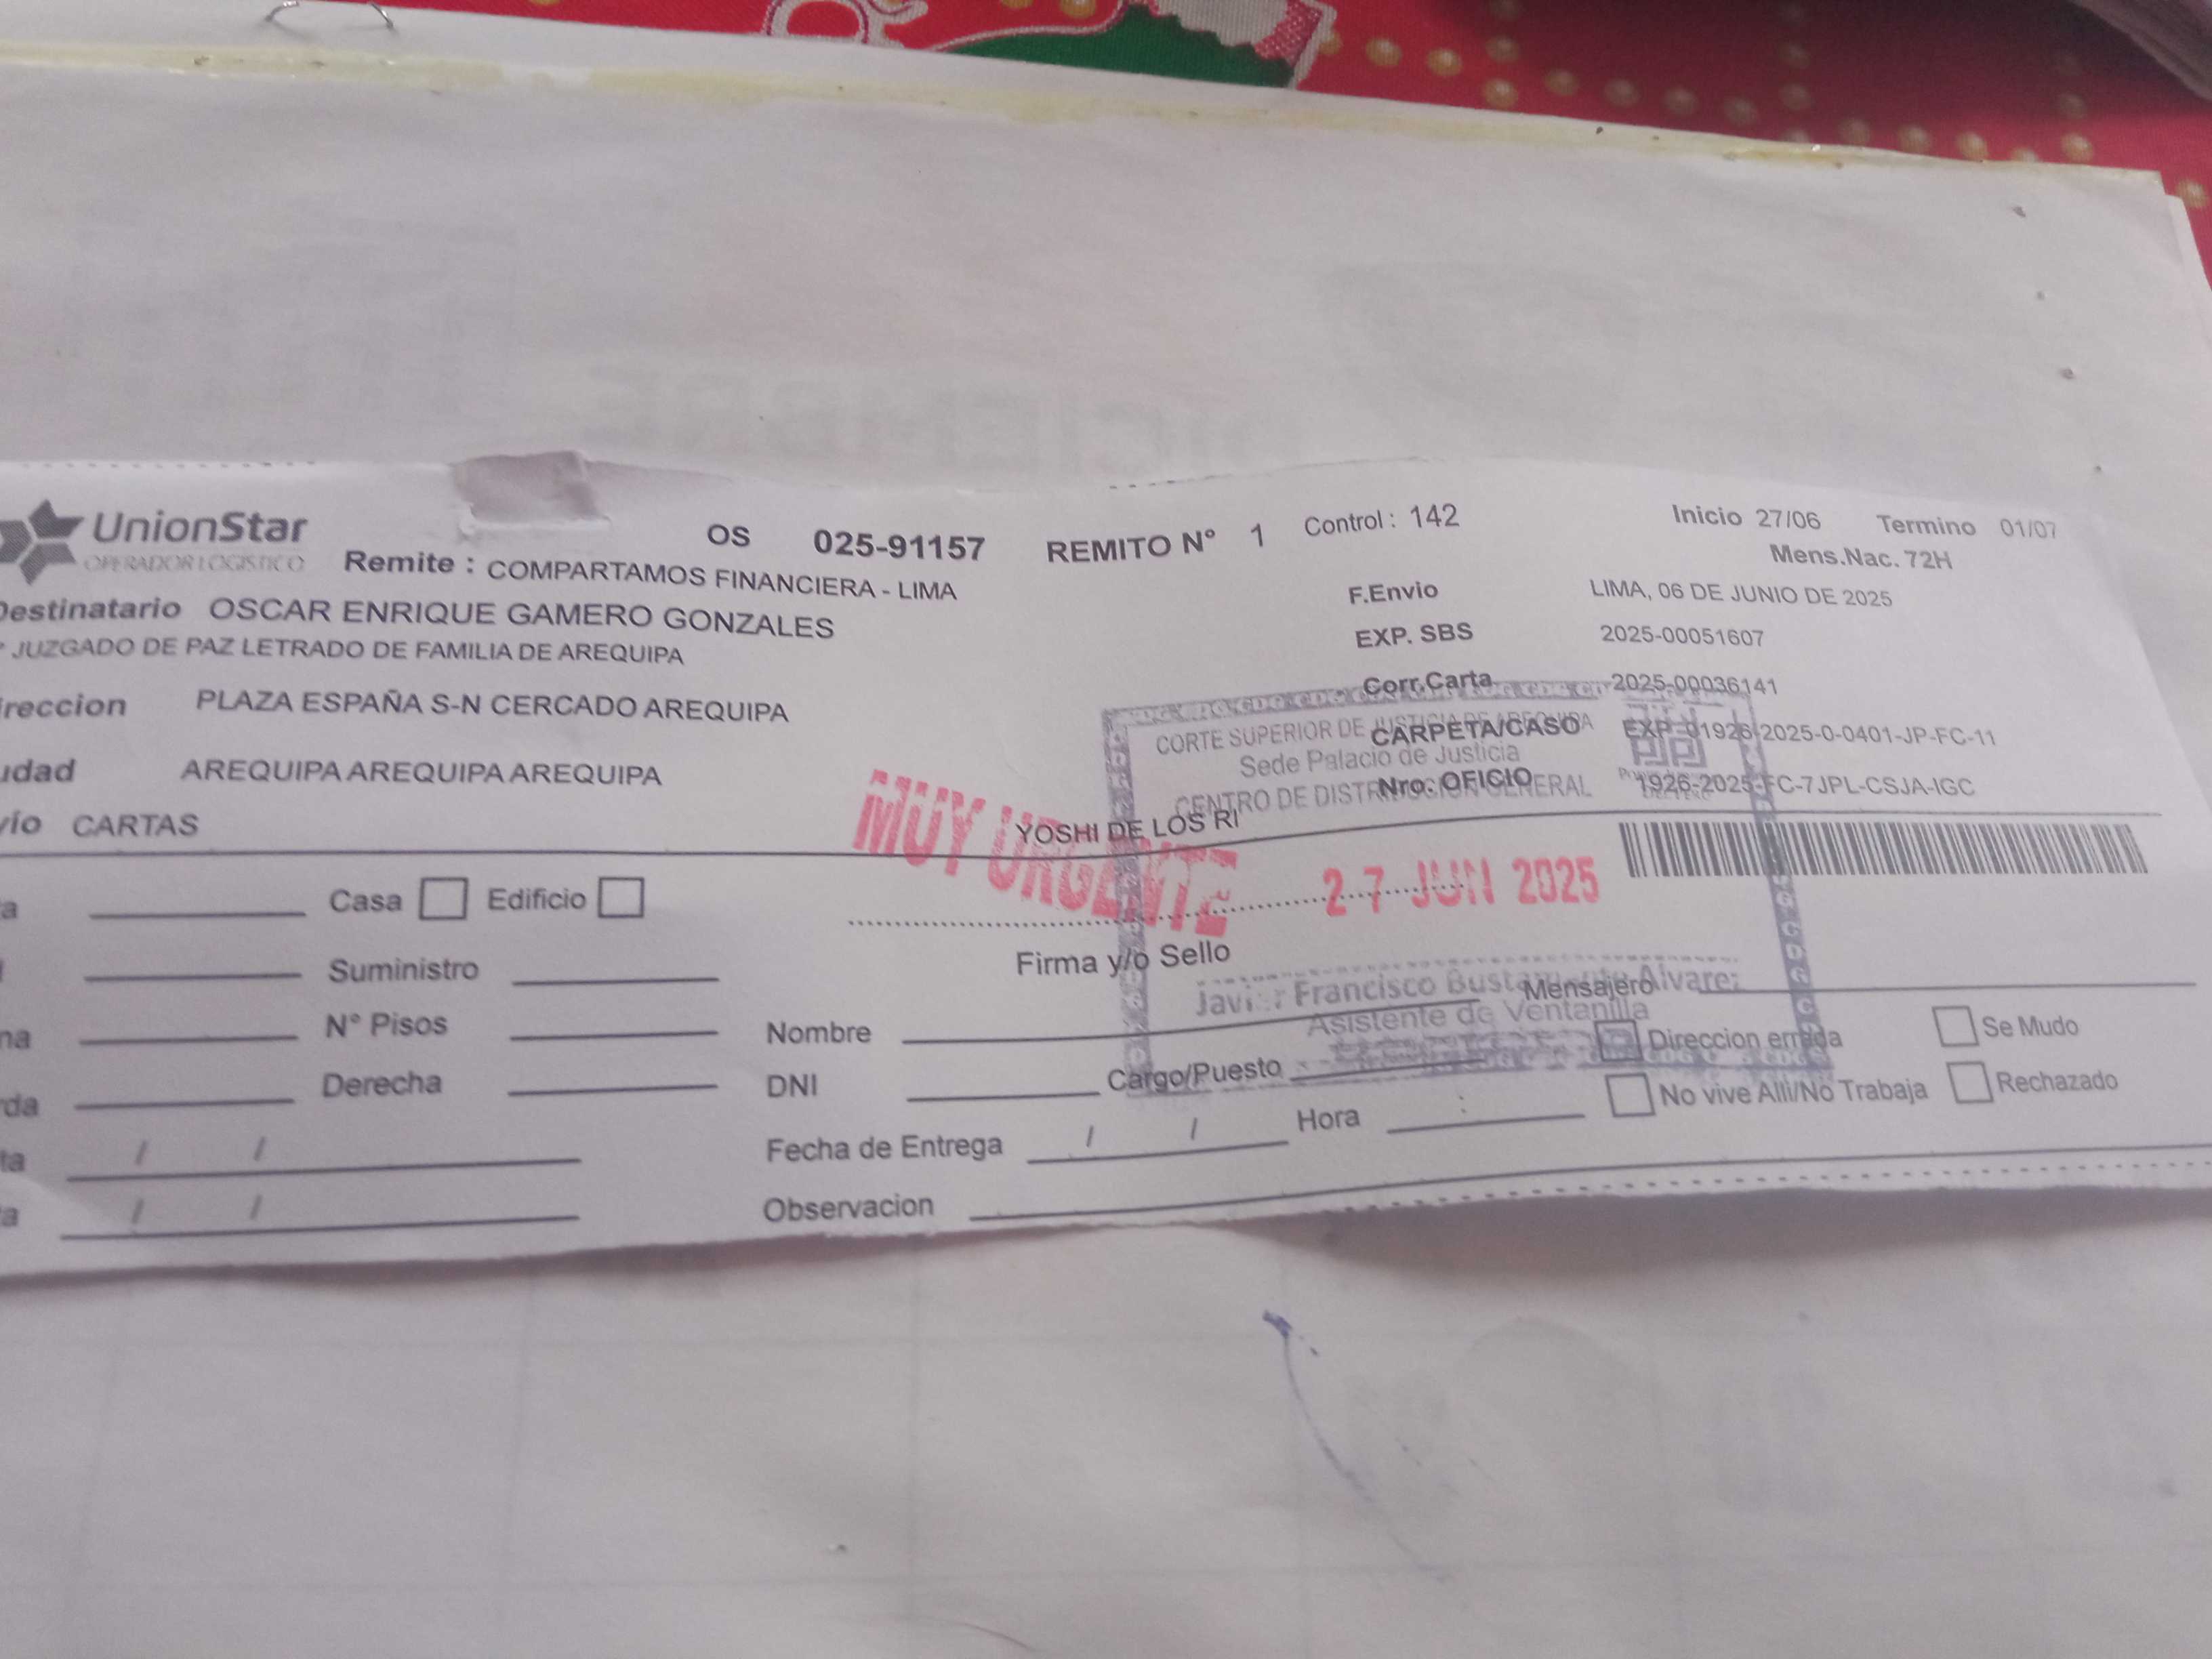 UnionStar
OPERADOR LOGISTICO
OS 025-91157 REMITO N° 1 Control : 142 Inicio 27/06 Termino 01/07
Mens.Nac. 72H
Remite : COMPARTAMOS FINANCIERA - LIMA
F.Envio LIMA, 06 DE JUNIO DE 2025
Destinatario OSCAR ENRIQUE GAMERO GONZALES
EXP. SBS 2025-00051607
JUZGADO DE PAZ LETRADO DE FAMILIA DE AREQUIPA
Corr.Carta 2025-00036141
ireccion PLAZA ESPAÑA S-N CERCADO AREQUIPA
CARPETA/CASO EXP-01926-2025-0-0401-JP-FC-11
udad AREQUIPA AREQUIPA AREQUIPA
Nro. OFICIO 1926-2025-FC-7JPL-CSJA-IGC
CORTE SUPERIOR DE JUSTICIA DE AREQUIPA
Sede Palacio de Justicia
CENTRO DE DISTRIBUCION GENERAL
vío CARTAS
YOSHI DE LOS RI
MUY URGENTE
27 JUN 2025
a Casa Edificio
Firma y/o Sello
Javier Francisco Bustamante Alvarez
Asistente de Ventanilla
Mensajero
Suministro
na N° Pisos Nombre
Direccion errada Se Mudo
rda Derecha DNI Cargo/Puesto
No vive Alli/No Trabaja Rechazado
ta / / Fecha de Entrega / / Hora :
a / / Observacion